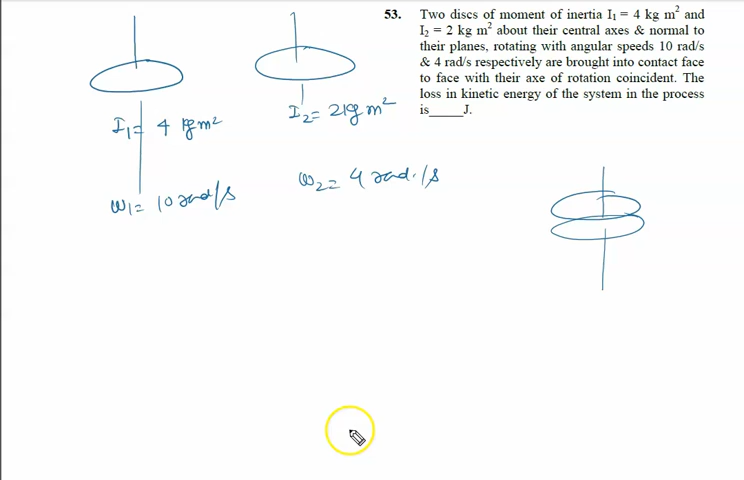 53. Two discs of moment of inertia I₁ = 4 kg m² and
I₂ = 2 kg m² about their central axes & normal to
their planes, rotating with angular speeds 10 rad/s
& 4 rad/s respectively are brought into contact face
to face with their axe of rotation coincident. The
loss in kinetic energy of the system in the process
is_____J.
I₁ = 4 kg m²
I₂ = 2 kg m²
ω₁ = 10 rad/s
ω₂ = 4 rad./s